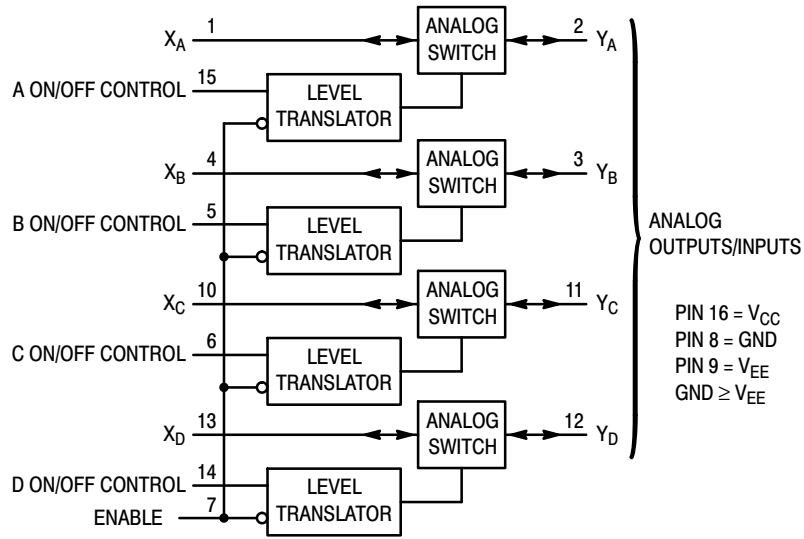 1
2
X_A
ANALOG
SWITCH
Y_A
15
A ON/OFF CONTROL
LEVEL
TRANSLATOR
4
3
X_B
ANALOG
SWITCH
Y_B
5
B ON/OFF CONTROL
LEVEL
TRANSLATOR
ANALOG
OUTPUTS/INPUTS
10
11
X_C
ANALOG
SWITCH
Y_C
6
C ON/OFF CONTROL
LEVEL
TRANSLATOR
PIN 16 = V_CC
PIN 8 = GND
PIN 9 = V_EE
GND ≥ V_EE
13
12
X_D
ANALOG
SWITCH
Y_D
14
D ON/OFF CONTROL
LEVEL
TRANSLATOR
7
ENABLE